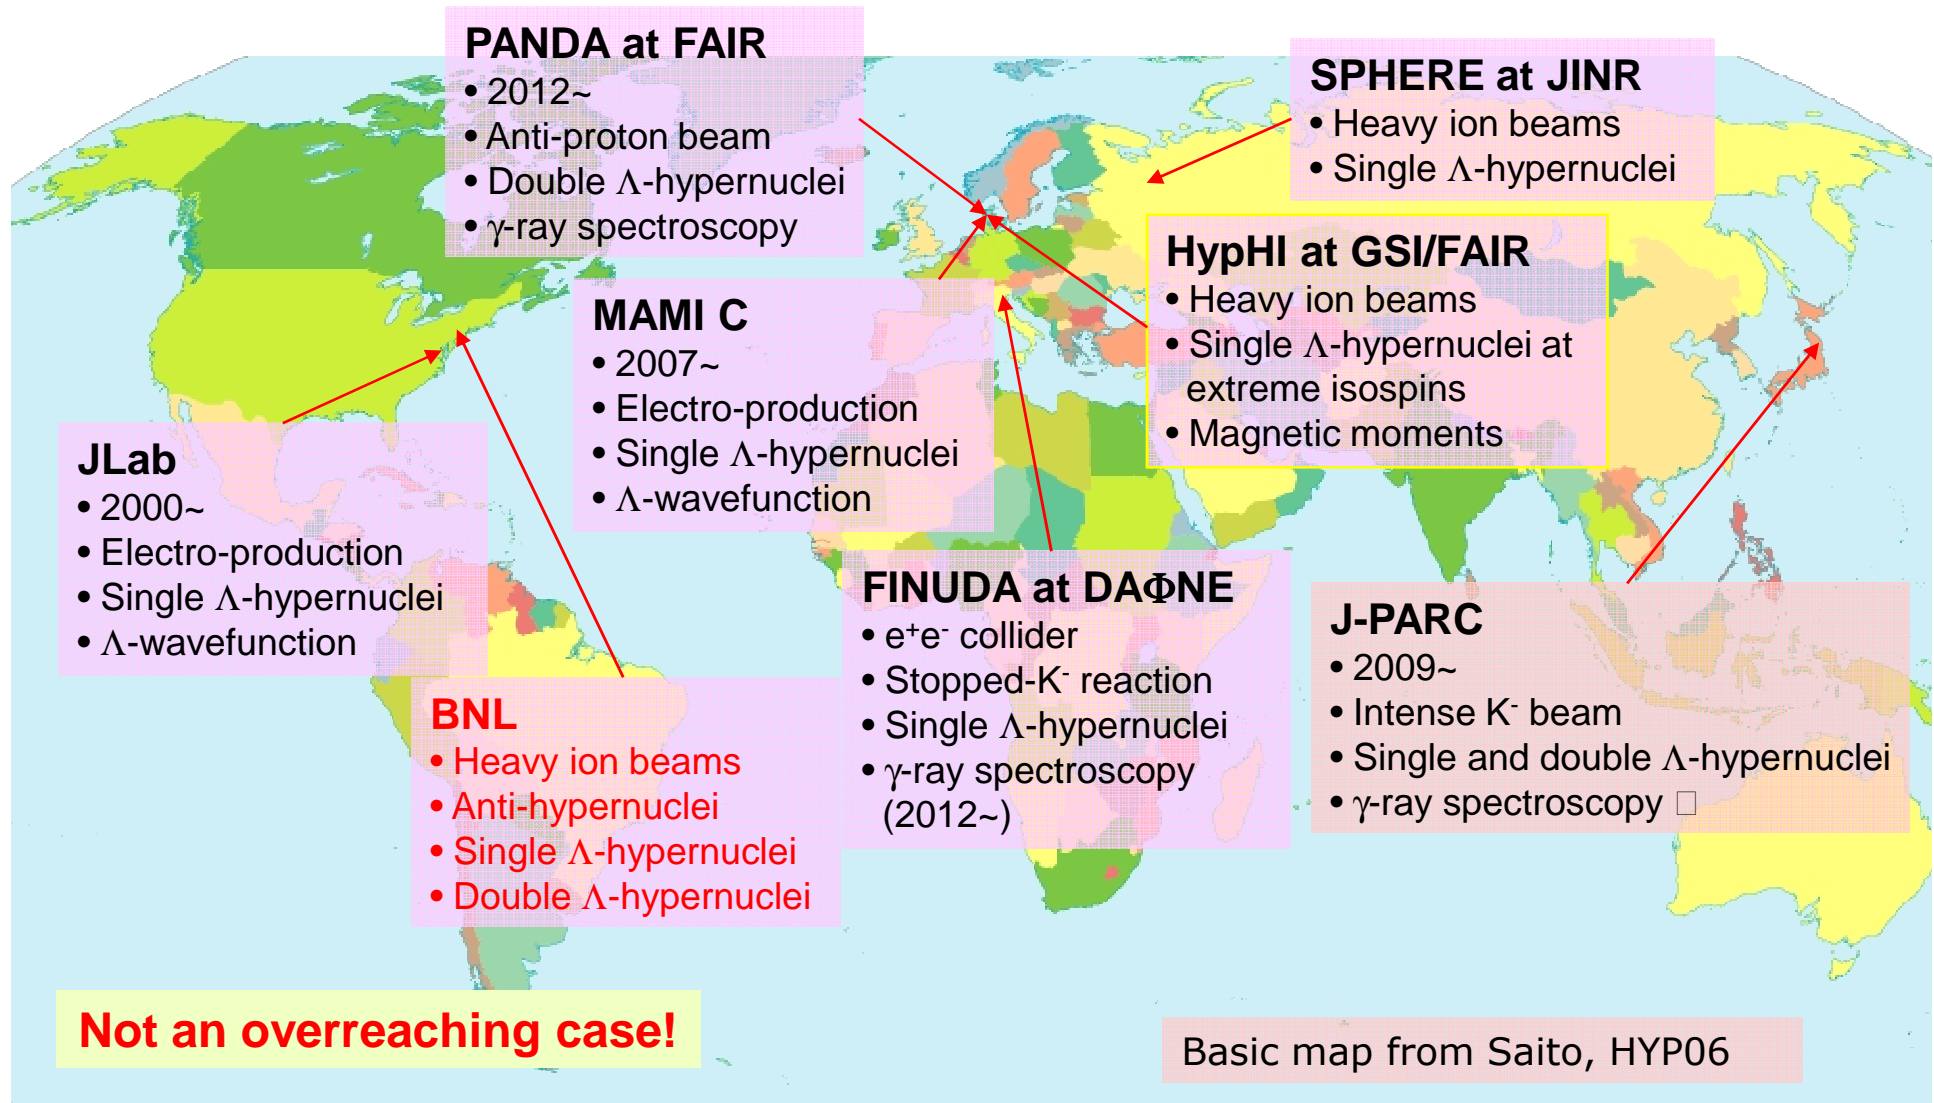 PANDA at FAIR
• 2012~
• Anti-proton beam
• Double Λ-hypernuclei
• γ-ray spectroscopy
SPHERE at JINR
• Heavy ion beams
• Single Λ-hypernuclei
HypHI at GSI/FAIR
• Heavy ion beams
• Single Λ-hypernuclei at
extreme isospins
• Magnetic moments
MAMI C
• 2007~
• Electro-production
• Single Λ-hypernuclei
• Λ-wavefunction
JLab
• 2000~
• Electro-production
• Single Λ-hypernuclei
• Λ-wavefunction
BNL
• Heavy ion beams
• Anti-hypernuclei
• Single Λ-hypernuclei
• Double Λ-hypernuclei
FINUDA at DAΦNE
• e⁺e⁻ collider
• Stopped-K⁻ reaction
• Single Λ-hypernuclei
• γ-ray spectroscopy
(2012~)
J-PARC
• 2009~
• Intense K⁻ beam
• Single and double Λ-hypernuclei
• γ-ray spectroscopy □
Not an overreaching case!
Basic map from Saito, HYP06